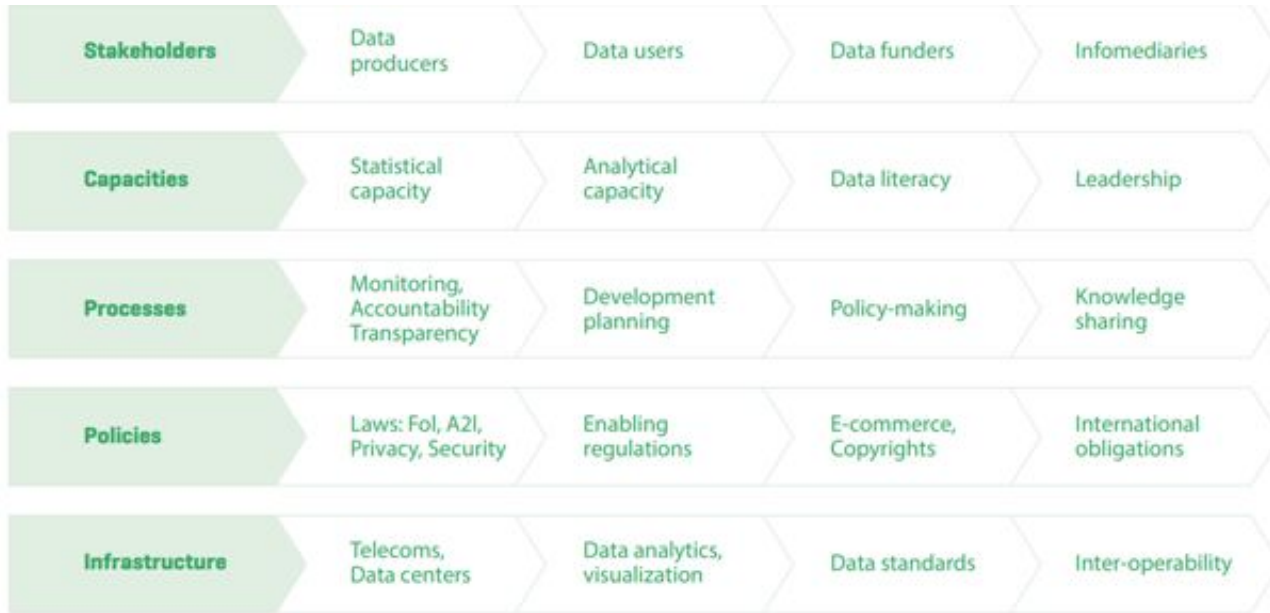 Stakeholders
Data
producers
Data users
Data funders
Infomediaries
Capacities
Statistical
capacity
Analytical
capacity
Data literacy
Leadership
Processes
Monitoring,
Accountability
Transparency
Development
planning
Policy-making
Knowledge
sharing
Policies
Laws: FoI, A2I,
Privacy, Security
Enabling
regulations
E-commerce,
Copyrights
International
obligations
Infrastructure
Telecoms,
Data centers
Data analytics,
visualization
Data standards
Inter-operability